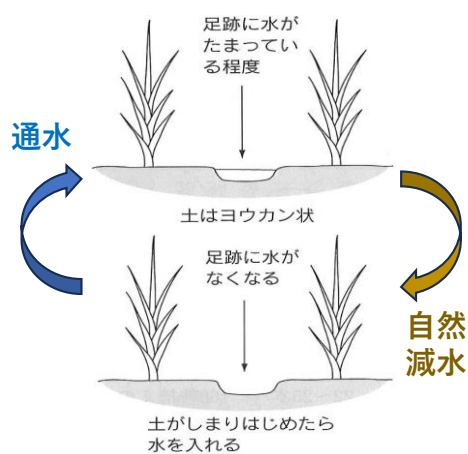 足跡に水が
たまってい
る程度
通水
土はヨウカン状
足跡に水が
なくなる
自然
減水
土がしまりはじめたら
水を入れる